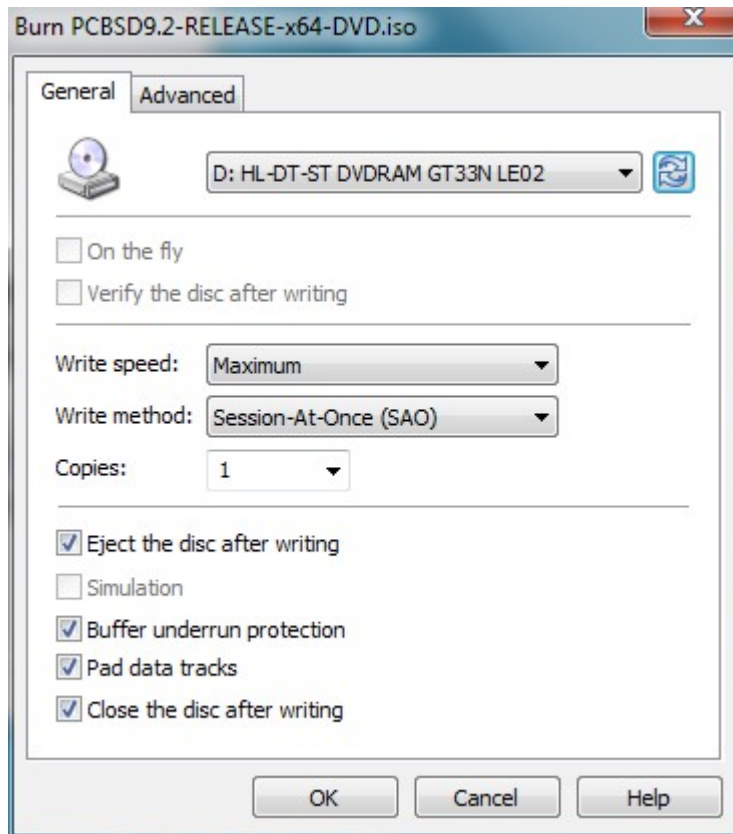 Burn PCBSD9.2-RELEASE-x64-DVD.iso
General Advanced
D: HL-DT-ST DVDRAM GT33N LE02
On the fly
Verify the disc after writing
Write speed: Maximum
Write method: Session-At-Once (SAO)
Copies: 1
Eject the disc after writing
Simulation
Buffer underrun protection
Pad data tracks
Close the disc after writing
OK Cancel Help